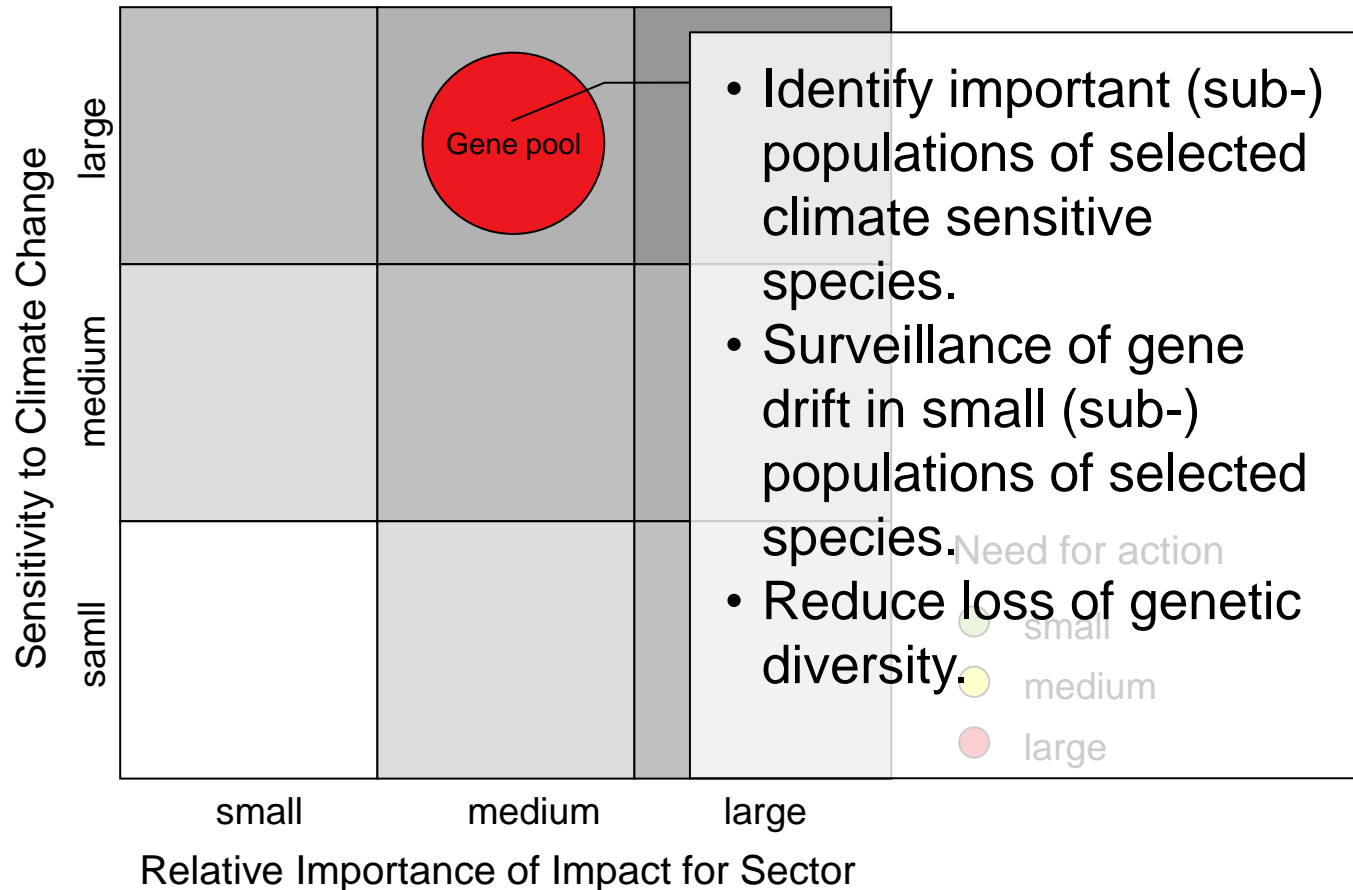 Sensitivity to Climate Change
large
medium
samll
Gene pool
• Identify important (sub-)
populations of selected
climate sensitive
species.
• Surveillance of gene
drift in small (sub-)
populations of selected
species.
• Reduce loss of genetic
diversity.
Need for action
small
medium
large
small
medium
large
Relative Importance of Impact for Sector